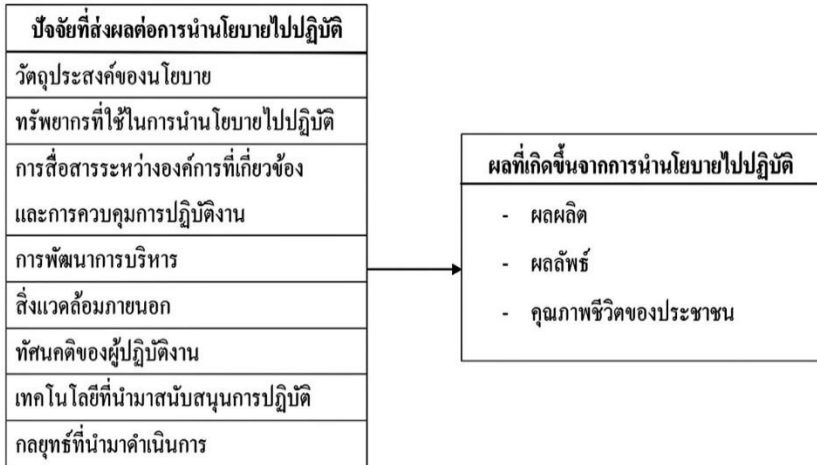 ปัจจัยที่ส่งผลต่อการนำนโยบายไปปฏิบัติ
วัตถุประสงค์ของนโยบาย
ทรัพยากรที่ใช้ในการนำนโยบายไปปฏิบัติ
การสื่อสารระหว่างองค์การที่เกี่ยวข้อง
และการควบคุมการปฏิบัติงาน
การพัฒนาการบริหาร
สิ่งแวดล้อมภายนอก
ทัศนคติของผู้ปฏิบัติงาน
เทคโนโลยีที่นำมาสนับสนุนการปฏิบัติ
กลยุทธ์ที่นำมาดำเนินการ
ผลที่เกิดขึ้นจากการนำนโยบายไปปฏิบัติ
- ผลผลิต
- ผลลัพธ์
- คุณภาพชีวิตของประชาชน